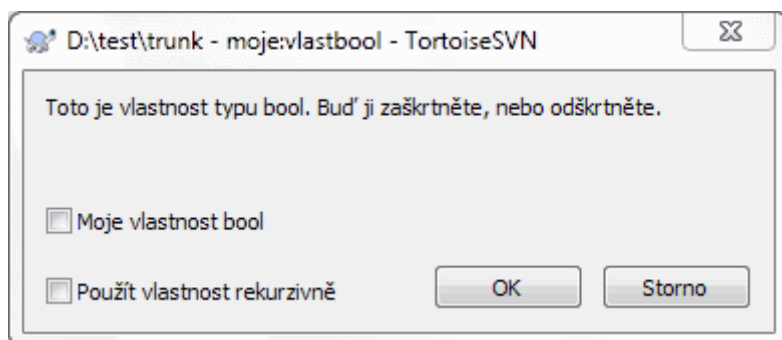 D:\test\trunk - moje:vlastbool - TortoiseSVN
Toto je vlastnost typu bool. Buď ji zaškrtněte, nebo odškrtněte.
Moje vlastnost bool
Použít vlastnost rekurzivně
OK
Storno